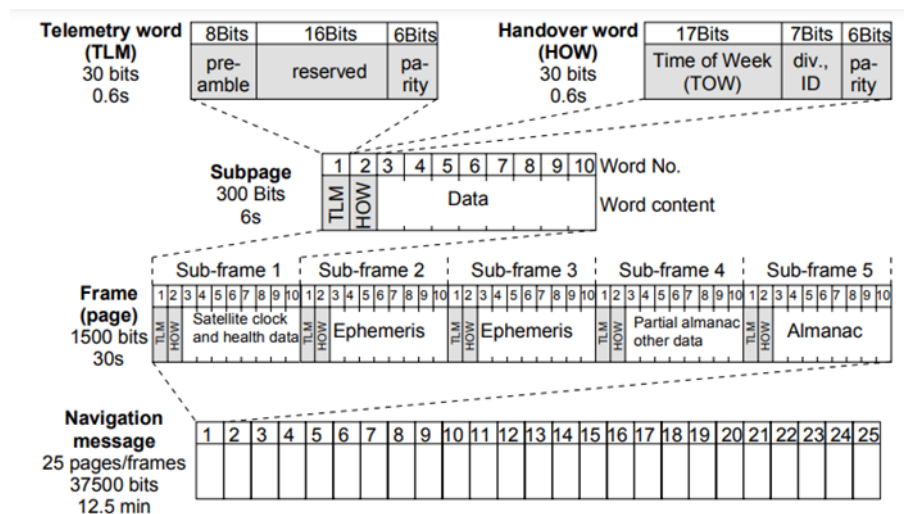 Telemetry word
(TLM)
30 bits
0.6s
8Bits 16Bits 6Bits
pre-
amble
reserved
pa-
rity
Handover word
(HOW)
30 bits
0.6s
17Bits 7Bits 6Bits
Time of Week
(TOW)
div.,
ID
pa-
rity
Subpage
300 Bits
6s
1 2 3 4 5 6 7 8 9 10 Word No.
TLM HOW Data Word content
Sub-frame 1 Sub-frame 2 Sub-frame 3 Sub-frame 4 Sub-frame 5
Frame
(page)
1500 bits
30s
1 2 3 4 5 6 7 8 9 10 1 2 3 4 5 6 7 8 9 10 1 2 3 4 5 6 7 8 9 10 1 2 3 4 5 6 7 8 9 10 1 2 3 4 5 6 7 8 9 10
TLM HOW Satellite clock
and health data
TLM HOW Ephemeris
TLM HOW Ephemeris
TLM HOW Partial almanac
other data
TLM HOW Almanac
Navigation
message
25 pages/frames
37500 bits
12.5 min
1 2 3 4 5 6 7 8 9 10 11 12 13 14 15 16 17 18 19 20 21 22 23 24 25